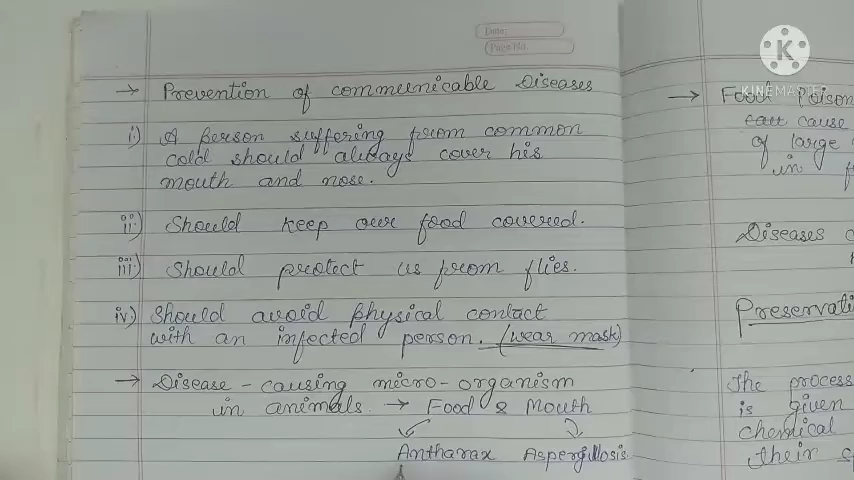 Date:
Page No.
K
KINEMASTER
→ Prevention of communicable Diseases
i) A Person suffering from common
cold should always cover his
mouth and nose.
ii) Should keep our food covered.
iii) Should protect us from flies.
iv) Should avoid physical contact
with an infected person. (wear mask)
→ Disease - causing micro-organism
in animals → Food & Mouth
Antharax Aspergillosis.
→ Food Poison
cause
of large
in
Diseases
Preservati
The process
is given
chemical
their